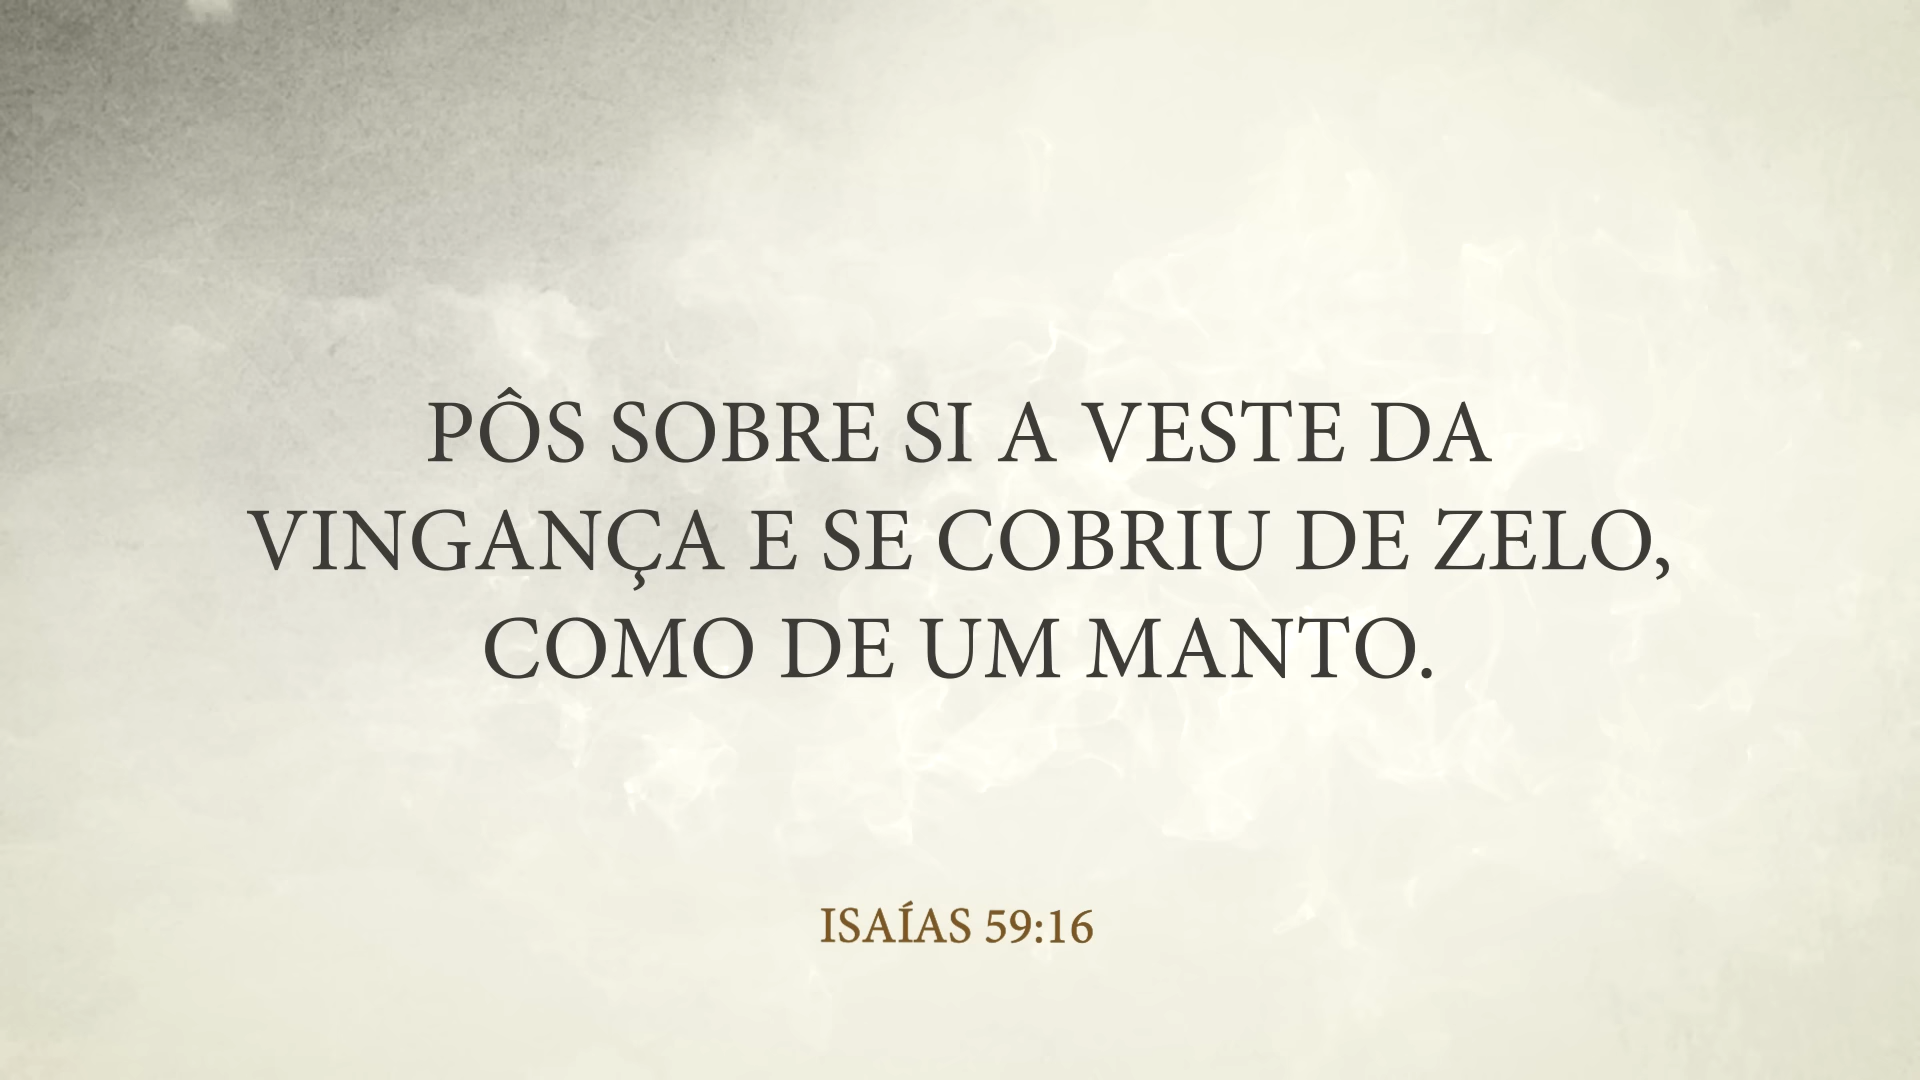 PÔS SOBRE SI A VESTE DA
VINGANÇA E SE COBRIU DE ZELO,
COMO DE UM MANTO.
ISAÍAS 59:16